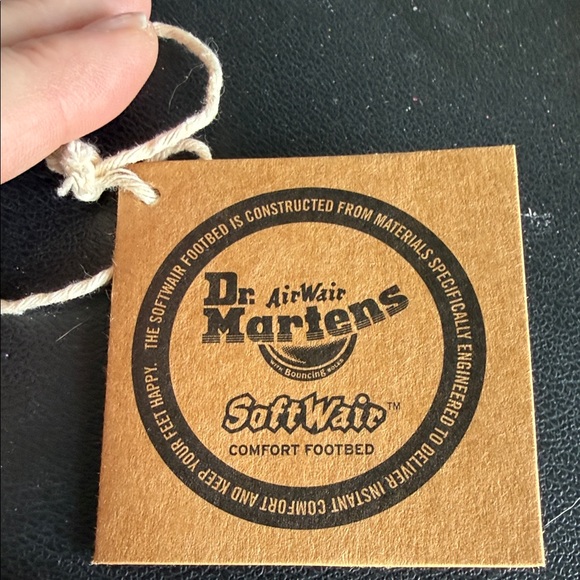 THE SOFTWAIR FOOTBED IS CONSTRUCTED FROM MATERIALS SPECIFICALLY ENGINEERED TO DELIVER INSTANT COMFORT AND KEEP YOUR FEET HAPPY.
Dr. AirWair
Martens
WITH Bouncing SOLES
SoftWair™
COMFORT FOOTBED